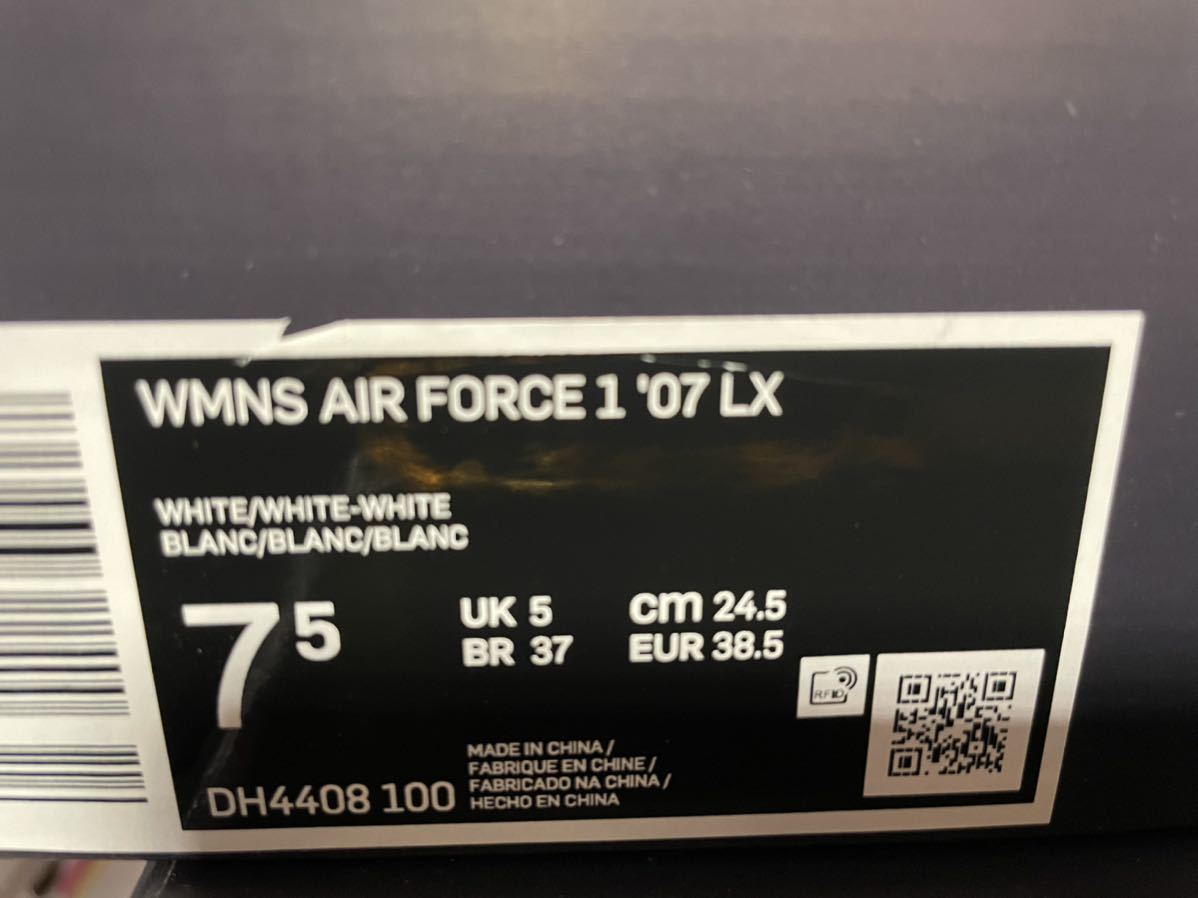 WMNS AIR FORCE 1 '07 LX
WHITE/WHITE-WHITE
BLANC/BLANC/BLANC
7 5
UK 5
BR 37
cm 24.5
EUR 38.5
RFID
MADE IN CHINA /
FABRIQUE EN CHINE /
FABRICADO NA CHINA /
HECHO EN CHINA
DH4408 100